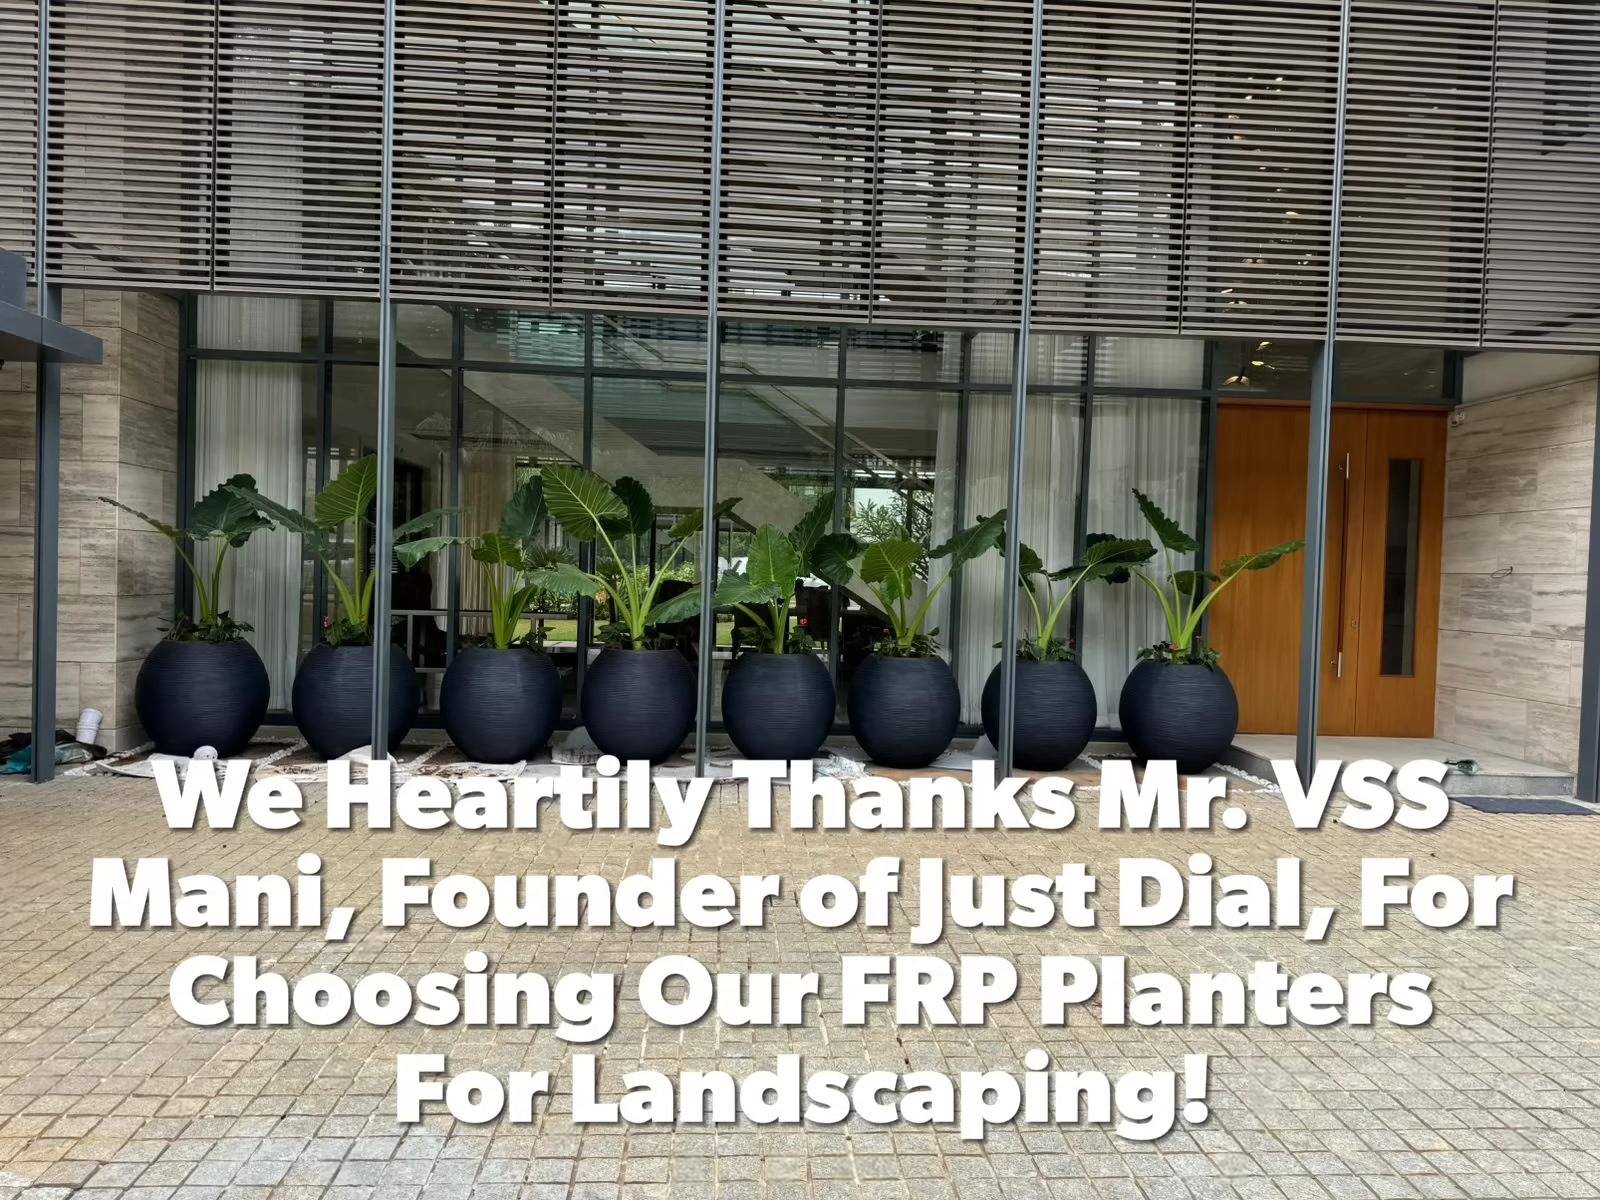 We Heartily Thanks Mr. VSS
Mani, Founder of Just Dial, For
Choosing Our FRP Planters
For Landscaping!